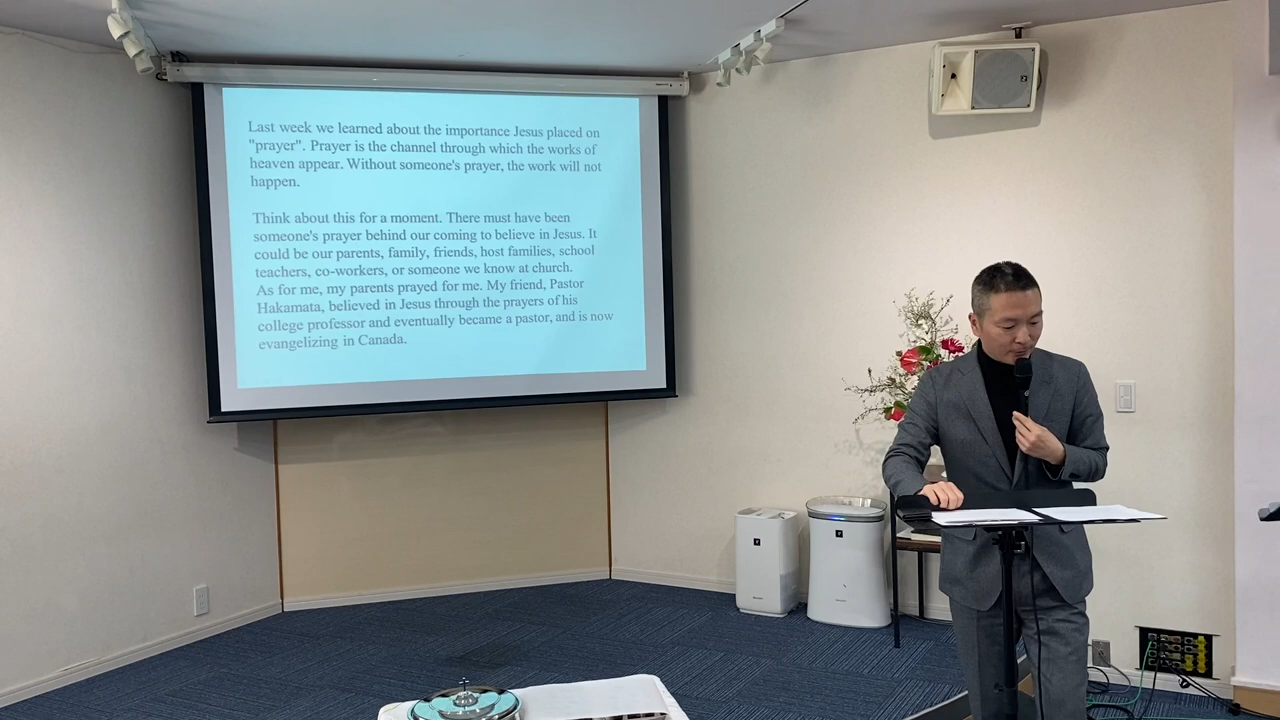 Last week we learned about the importance Jesus placed on
"prayer". Prayer is the channel through which the works of
heaven appear. Without someone's prayer, the work will not
happen.
Think about this for a moment. There must have been
someone's prayer behind our coming to believe in Jesus. It
could be our parents, family, friends, host families, school
teachers, co-workers, or someone we know at church.
As for me, my parents prayed for me. My friend, Pastor
Hakamata, believed in Jesus through the prayers of his
college professor and eventually became a pastor, and is now
evangelizing in Canada.